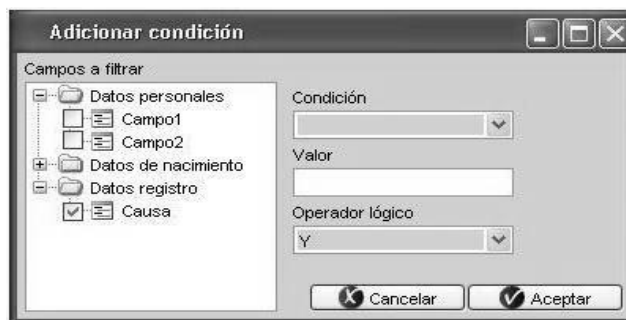 Adicionar condición
Campos a filtrar
Datos personales
Campo1
Campo2
Datos de nacimiento
Datos registro
Causa
Condición
Valor
Operador lógico
Y
Cancelar
Aceptar